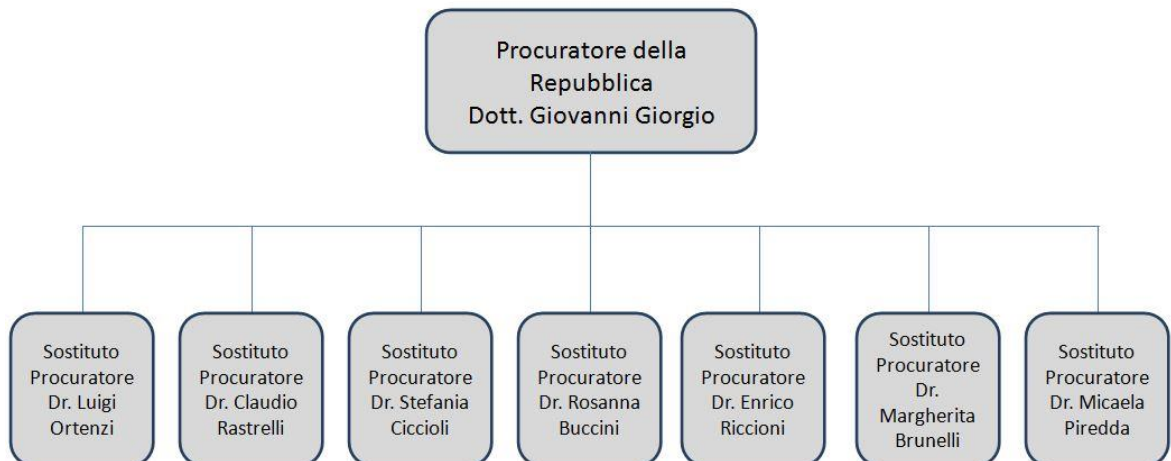 Procuratore della
Repubblica
Dott. Giovanni Giorgio
Sostituto
Procuratore
Dr. Luigi
Ortenzi
Sostituto
Procuratore
Dr. Claudio
Rastrelli
Sostituto
Procuratore
Dr. Stefania
Ciccioli
Sostituto
Procuratore
Dr. Rosanna
Buccini
Sostituto
Procuratore
Dr. Enrico
Riccioni
Sostituto
Procuratore
Dr.
Margherita
Brunelli
Sostituto
Procuratore
Dr. Micaela
Piredda